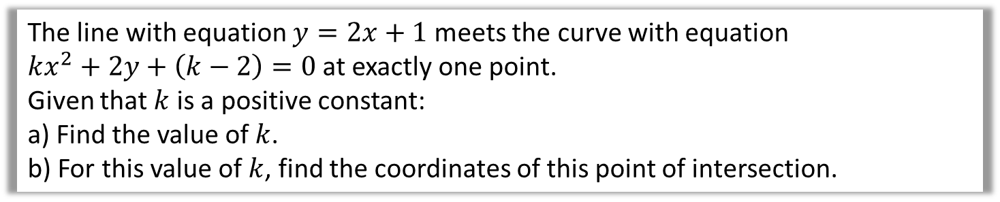 The line with equation y = 2x + 1 meets the curve with equation
kx² + 2y + (k − 2) = 0 at exactly one point.
Given that k is a positive constant:
a) Find the value of k.
b) For this value of k, find the coordinates of this point of intersection.